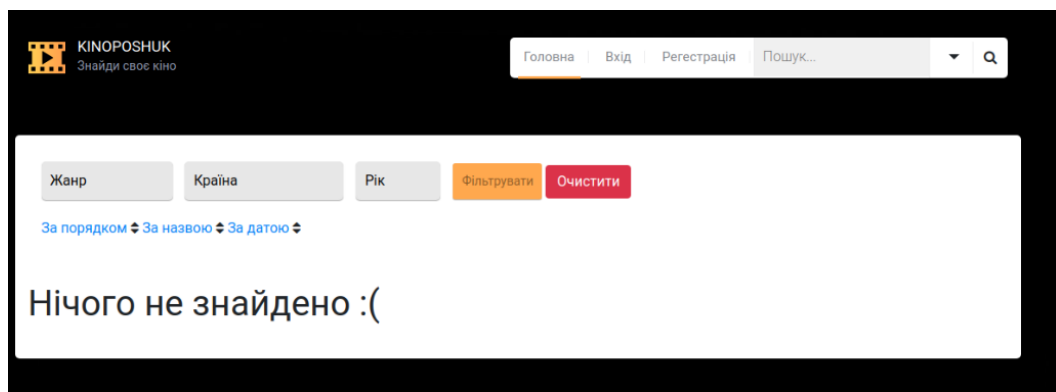 KINOPOSHUK
Знайди своє кіно
Головна Вхід Регестрація Пошук...
Жанр Країна Рік Фільтрувати Очистити
За порядком За назвою За датою
Нічого не знайдено :(